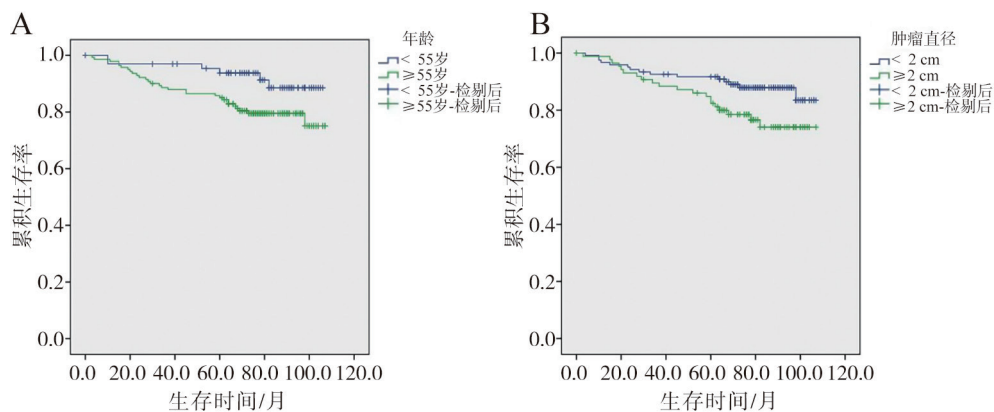 A
年龄
< 55岁
≥55岁
< 55岁-检剔后
≥55岁-检剔后
累积生存率
1.0
0.8
0.6
0.4
0.2
0.0
0.0 20.0 40.0 60.0 80.0 100.0 120.0
生存时间/月
B
肿瘤直径
< 2 cm
≥2 cm
< 2 cm-检剔后
≥2 cm-检剔后
累积生存率
1.0
0.8
0.6
0.4
0.2
0.0
0.0 20.0 40.0 60.0 80.0 100.0 120.0
生存时间/月